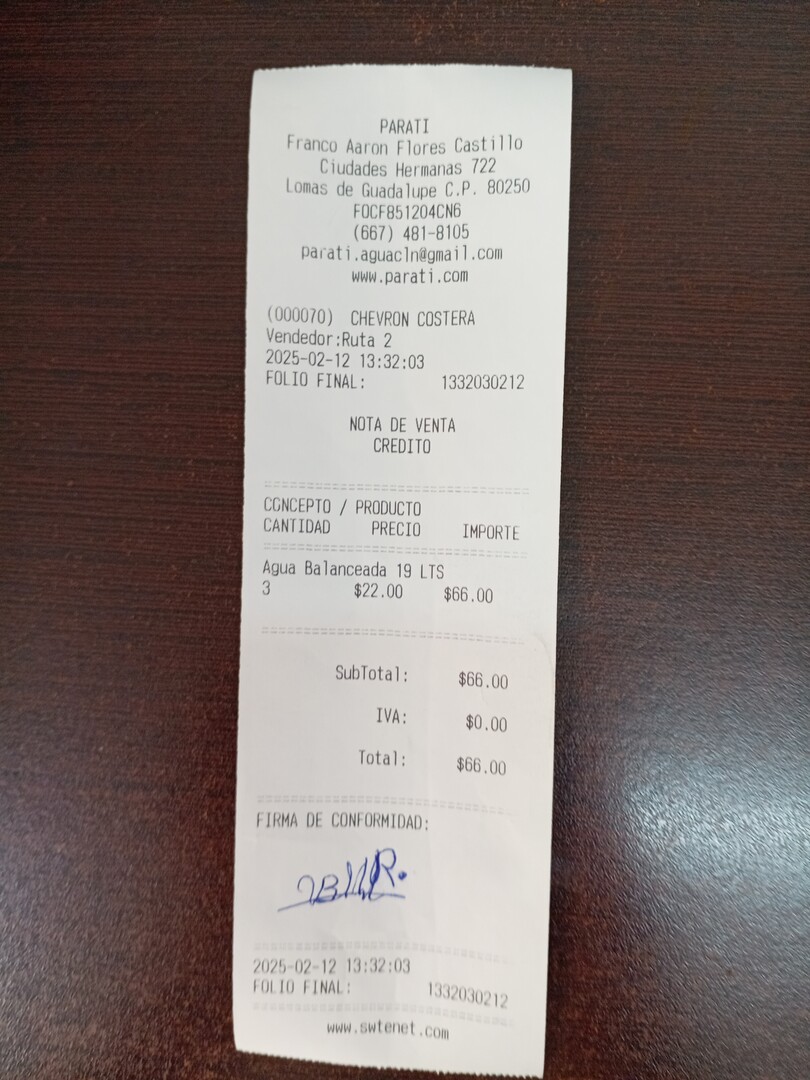 PARATI
Franco Aaron Flores Castillo
Ciudades Hermanas 722
Lomas de Guadalupe C.P. 80250
FOCF851204CN6
(667) 481-8105
parati.aguacln@gmail.com
www.parati.com
(000070) CHEVRON COSTERA
Vendedor:Ruta 2
2025-02-12 13:32:03
FOLIO FINAL: 1332030212
NOTA DE VENTA
CREDITO
CONCEPTO / PRODUCTO
CANTIDAD PRECIO IMPORTE
Agua Balanceada 19 LTS
3 $22.00 $66.00
SubTotal: $66.00
IVA: $0.00
Total: $66.00
FIRMA DE CONFORMIDAD:
2025-02-12 13:32:03
FOLIO FINAL: 1332030212
www.swtenet.com